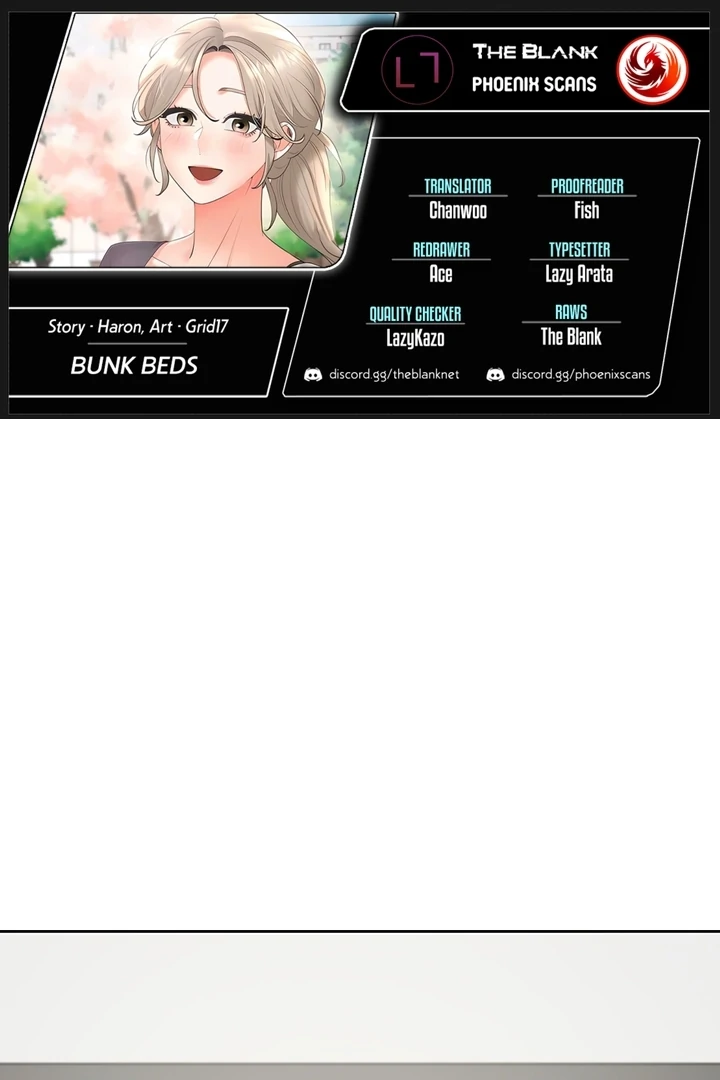 THE BLANK
PHOENIX SCANS
TRANSLATOR
Chanwoo
PROOFREADER
Fish
REDRAWER
Ace
TYPESETTER
Lazy Arata
QUALITY CHECKER
LazyKazo
RAWS
The Blank
Story · Haron, Art · Grid17
BUNK BEDS
discord.gg/theblanknet
discord.gg/phoenixscans